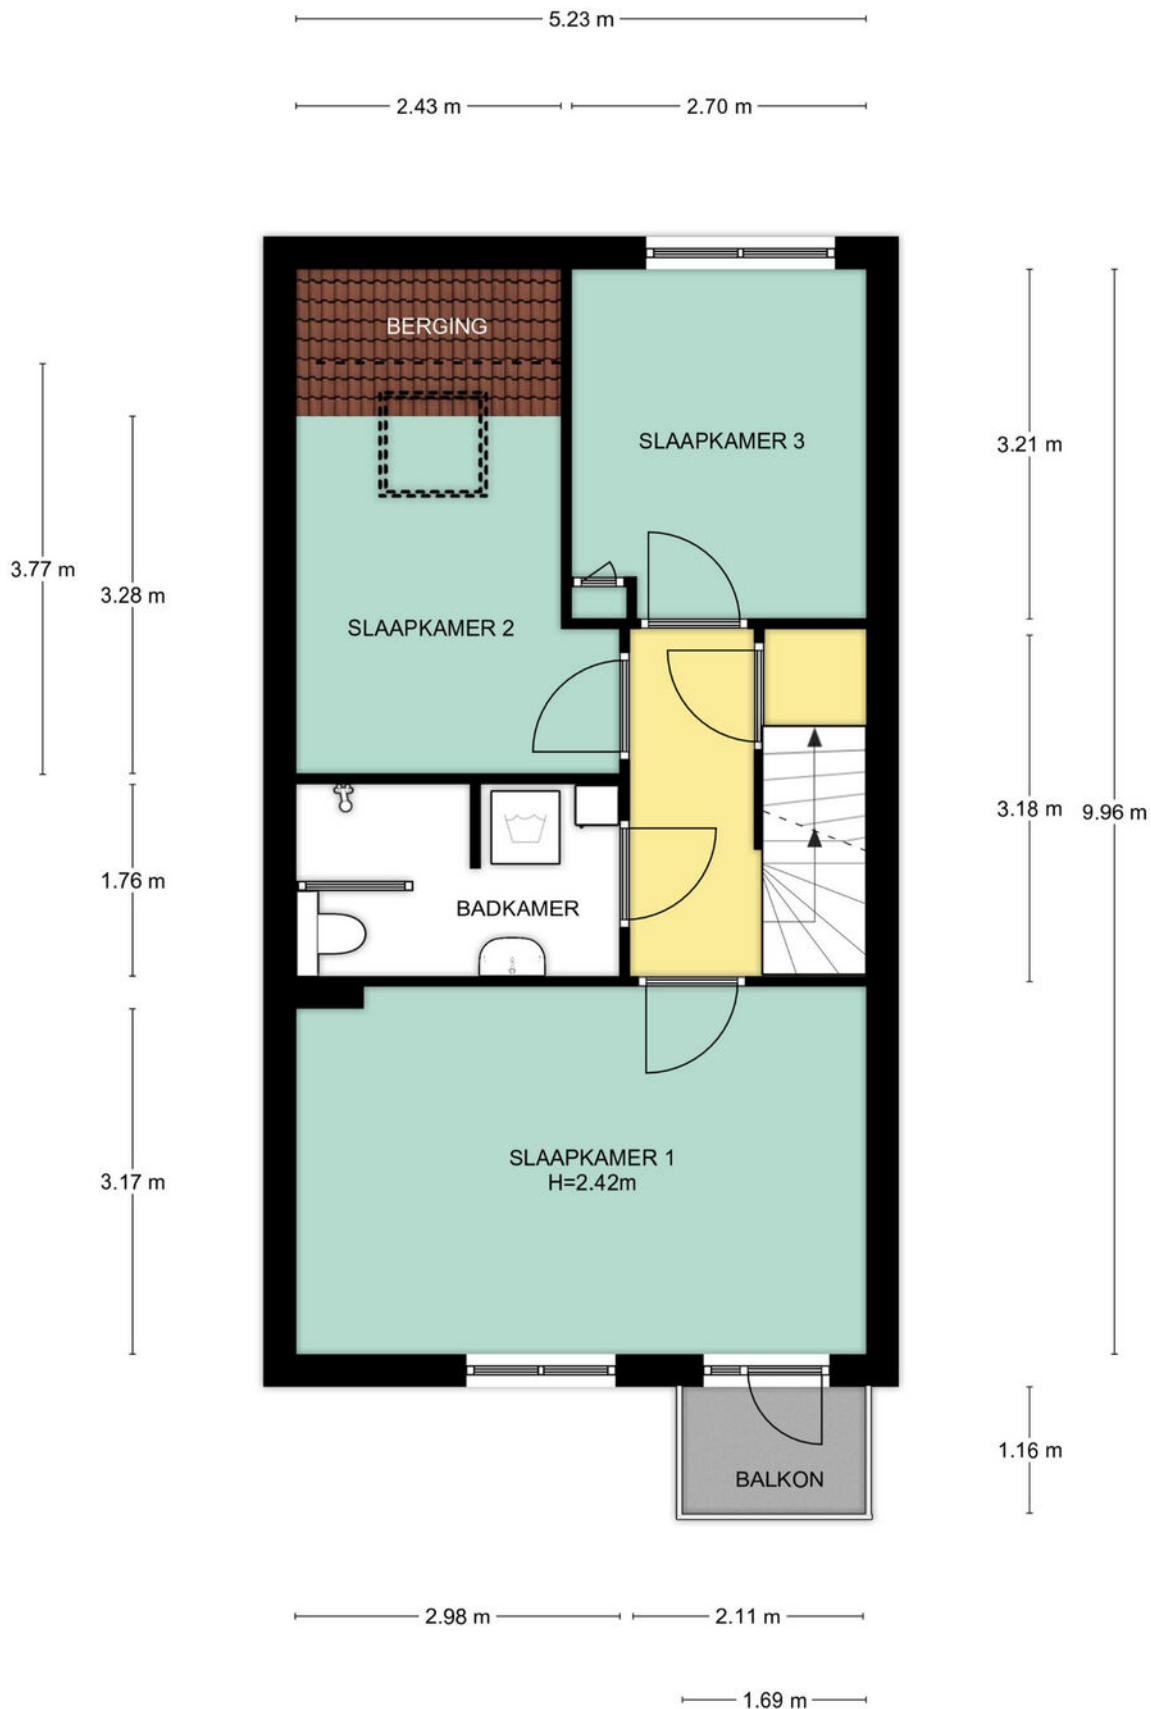 5.23 m
2.43 m
2.70 m
BERGING
SLAAPKAMER 3
3.21 m
3.77 m
3.28 m
SLAAPKAMER 2
3.18 m
9.96 m
1.76 m
BADKAMER
SLAAPKAMER 1
H=2.42m
3.17 m
1.16 m
BALKON
2.98 m
2.11 m
1.69 m